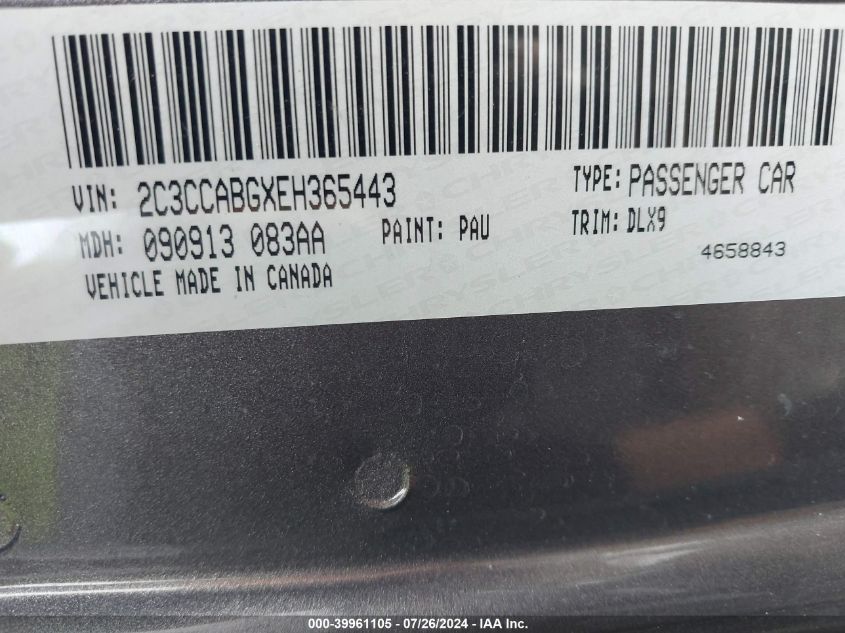 VIN: 2C3CCABGXEH365443 TYPE: PASSENGER CAR
MDH: 090913 083AA PAINT: PAU TRIM: DLX9
4658843
VEHICLE MADE IN CANADA
000-39961105 / 07/26/2024 - IAA Inc.